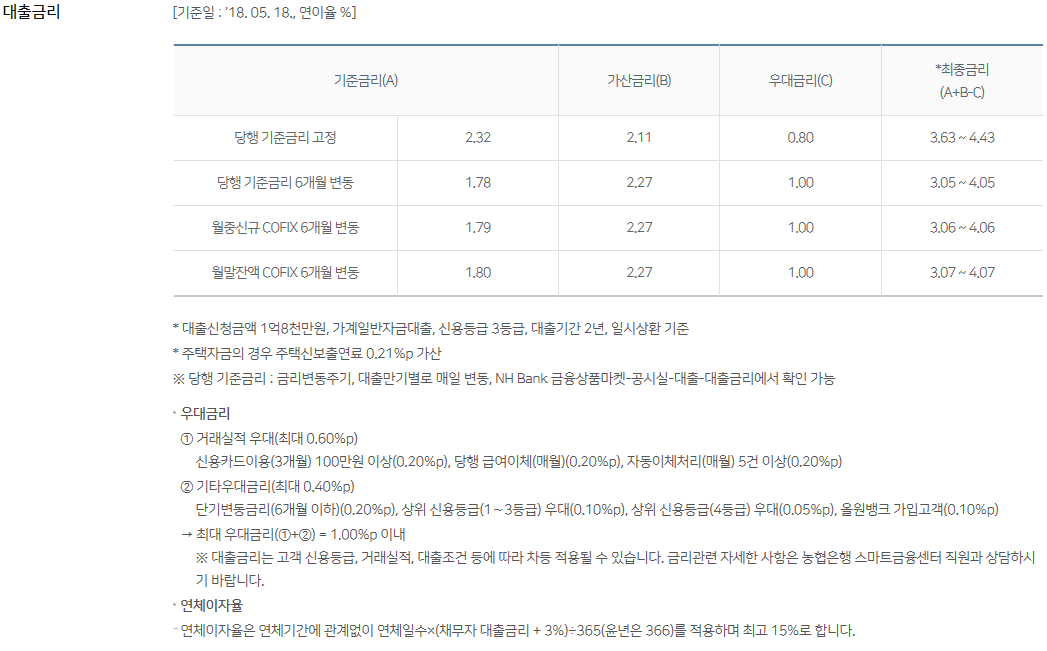 대출금리
[기준일 : '18. 05. 18., 연이율 %]
기준금리(A) 가산금리(B) 우대금리(C) *최종금리
(A+B-C)
당행 기준금리 고정 2.32 2.11 0.80 3.63 ~ 4.43
당행 기준금리 6개월 변동 1.78 2.27 1.00 3.05 ~ 4.05
월중신규 COFIX 6개월 변동 1.79 2.27 1.00 3.06 ~ 4.06
월말잔액 COFIX 6개월 변동 1.80 2.27 1.00 3.07 ~ 4.07
* 대출신청금액 1억8천만원, 가계일반자금대출, 신용등급 3등급, 대출기간 2년, 일시상환 기준
* 주택자금의 경우 주택신보출연료 0.21%p 가산
※ 당행 기준금리 : 금리변동주기, 대출만기별로 매일 변동, NH Bank 금융상품마켓-공시실-대출-대출금리에서 확인 가능
· 우대금리
① 거래실적 우대(최대 0.60%p)
신용카드이용(3개월) 100만원 이상(0.20%p), 당행 급여이체(매월)(0.20%p), 자동이체처리(매월) 5건 이상(0.20%p)
② 기타우대금리(최대 0.40%p)
단기변동금리(6개월 이하)(0.20%p), 상위 신용등급(1~3등급) 우대(0.10%p), 상위 신용등급(4등급) 우대(0.05%p), 올원뱅크 가입고객(0.10%p)
→ 최대 우대금리(①+②) = 1.00%p 이내
※ 대출금리는 고객 신용등급, 거래실적, 대출조건 등에 따라 차등 적용될 수 있습니다. 금리관련 자세한 사항은 농협은행 스마트금융센터 직원과 상담하시
기 바랍니다.
· 연체이자율
- 연체이자율은 연체기간에 관계없이 연체일수×(채무자 대출금리 + 3%)÷365(윤년은 366)를 적용하며 최고 15%로 합니다.